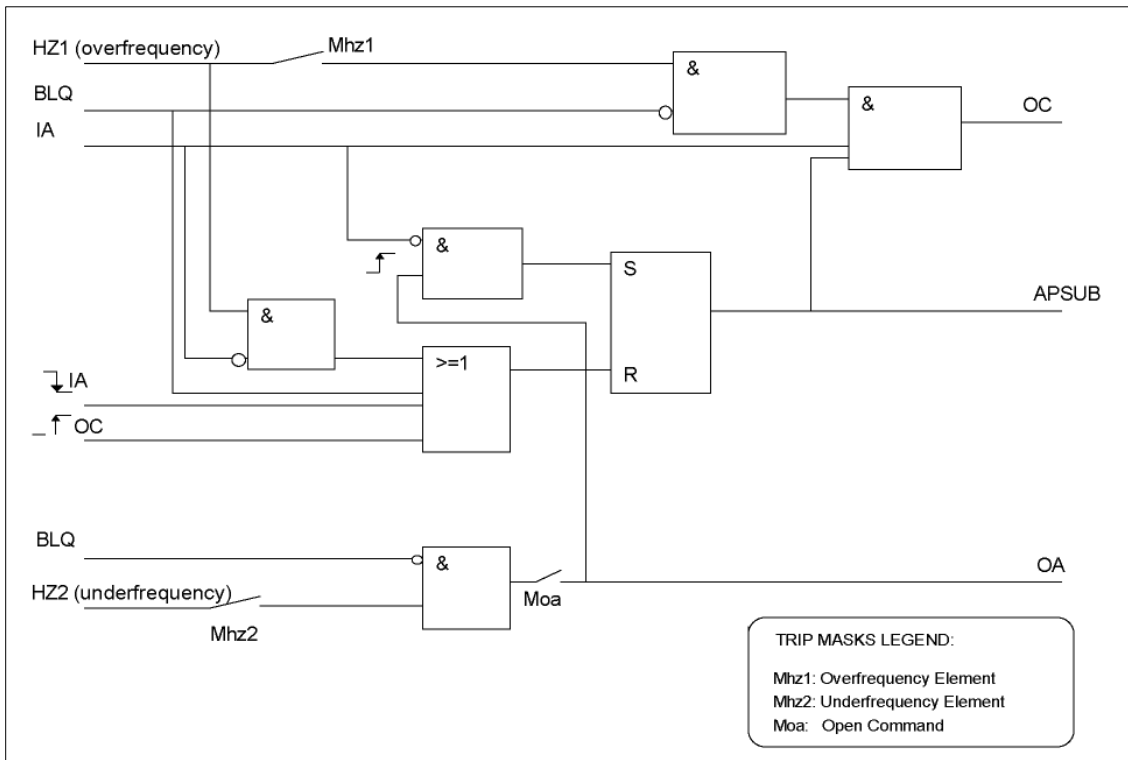 HZ1 (overfrequency)
Mhz1
&
BLQ
&
OC
IA
&
S
APSUB
&
>=1
R
IA
OC
BLQ
&
OA
HZ2 (underfrequency)
Moa
Mhz2
TRIP MASKS LEGEND:
Mhz1: Overfrequency Element
Mhz2: Underfrequency Element
Moa: Open Command